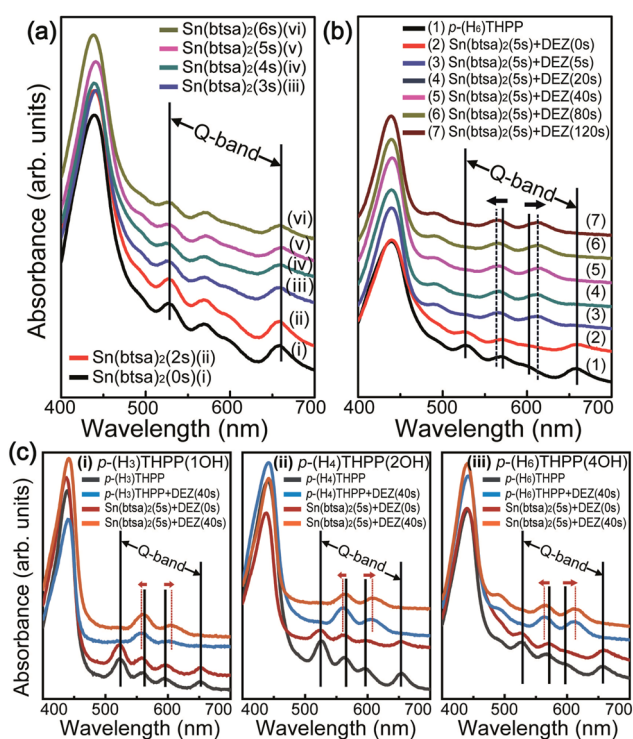 (a)
Sn(btsa)₂(6s)(vi)
Sn(btsa)₂(5s)(v)
Sn(btsa)₂(4s)(iv)
Sn(btsa)₂(3s)(iii)
Q-band
(vi)
(v)
(iv)
(iii)
(ii)
(i)
Sn(btsa)₂(2s)(ii)
Sn(btsa)₂(0s)(i)
Absorbance (arb. units)
400 500 600 700
Wavelength (nm)
(b)
(1) p-(H₆)THPP
(2) Sn(btsa)₂(5s)+DEZ(0s)
(3) Sn(btsa)₂(5s)+DEZ(5s)
(4) Sn(btsa)₂(5s)+DEZ(20s)
(5) Sn(btsa)₂(5s)+DEZ(40s)
(6) Sn(btsa)₂(5s)+DEZ(80s)
(7) Sn(btsa)₂(5s)+DEZ(120s)
Q-band
(7)
(6)
(5)
(4)
(3)
(2)
(1)
Absorbance (arb. units)
400 500 600 700
Wavelength (nm)
(c)
(i) p-(H₃)THPP(1OH)
p-(H₃)THPP
p-(H₃)THPP+DEZ(40s)
Sn(btsa)₂(5s)+DEZ(0s)
Sn(btsa)₂(5s)+DEZ(40s)
Q-band
Absorbance (arb. units)
400 500 600 700
Wavelength (nm)
(ii) p-(H₄)THPP(2OH)
p-(H₄)THPP
p-(H₄)THPP+DEZ(40s)
Sn(btsa)₂(5s)+DEZ(0s)
Sn(btsa)₂(5s)+DEZ(40s)
Q-band
400 500 600 700
Wavelength (nm)
(iii) p-(H₆)THPP(4OH)
p-(H₆)THPP
p-(H₆)THPP+DEZ(40s)
Sn(btsa)₂(5s)+DEZ(0s)
Sn(btsa)₂(5s)+DEZ(40s)
Q-band
400 500 600 700
Wavelength (nm)